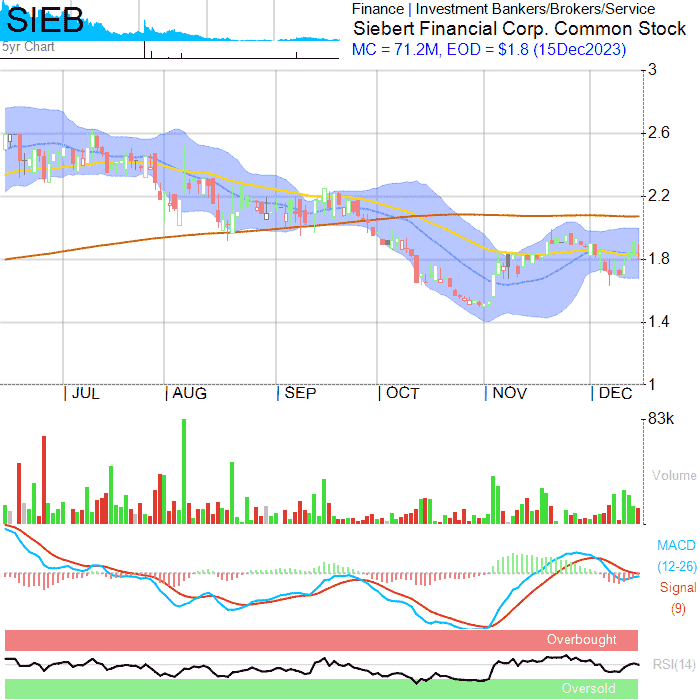 SIEB
Finance | Investment Bankers/Brokers/Service
Siebert Financial Corp. Common Stock
5yr Chart
MC = 71.2M, EOD = $1.8 (15Dec2023)
3
2.6
2.2
1.8
1.4
1
JUL AUG SEP OCT NOV DEC
83k
Volume
MACD
(12-26)
Signal
(9)
Overbought
RSI(14)
Oversold